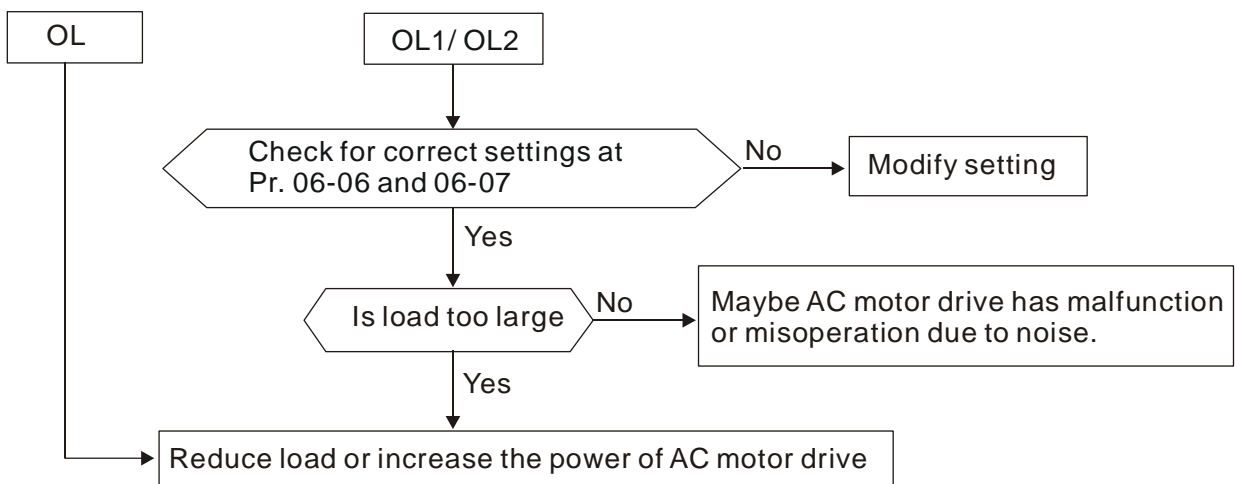 OL
OL1/ OL2
Check for correct settings at
Pr. 06-06 and 06-07
No
Modify setting
Yes
Is load too large
No
Maybe AC motor drive has malfunction
or misoperation due to noise.
Yes
Reduce load or increase the power of AC motor drive